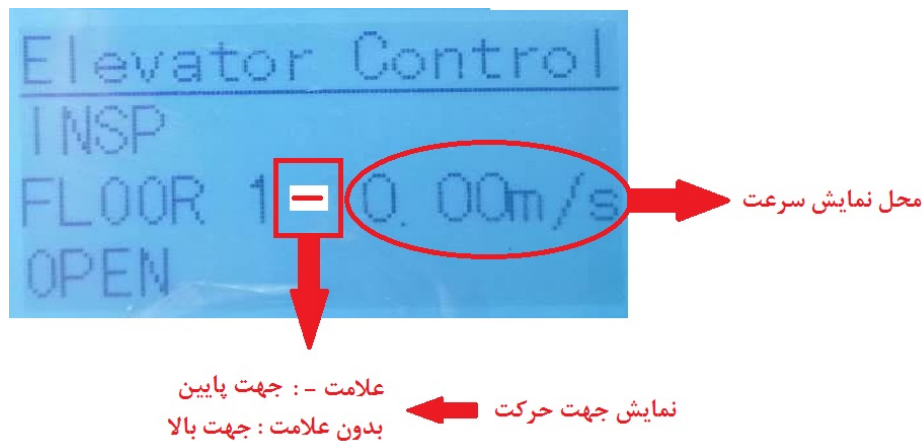 Elevator Control
INSP
FLOOR 1 - 0.00m/s
OPEN
محل نمایش سرعت
نمایش جهت حرکت
علامت - : جهت پایین
بدون علامت : جهت بالا